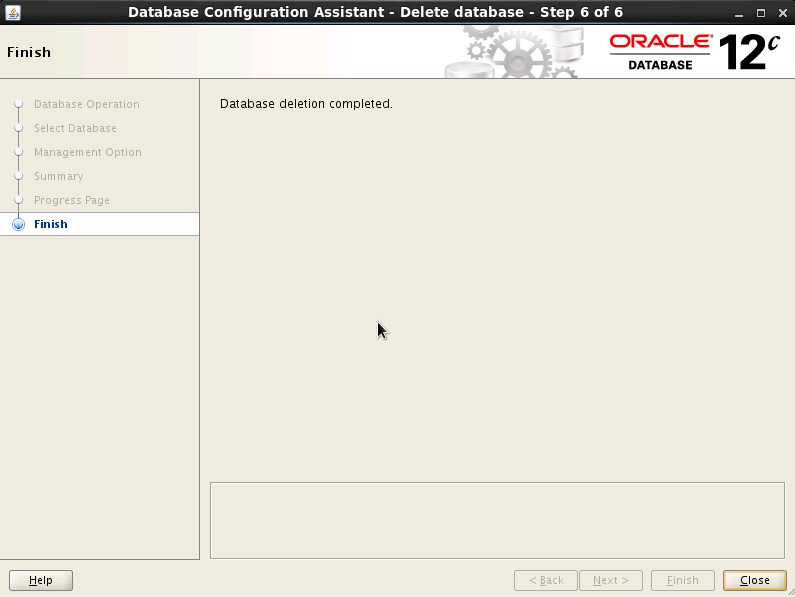 Database Configuration Assistant - Delete database - Step 6 of 6
Finish
ORACLE®
DATABASE 12c
Database Operation
Select Database
Management Option
Summary
Progress Page
Finish
Database deletion completed.
Help
< Back
Next >
Finish
Close